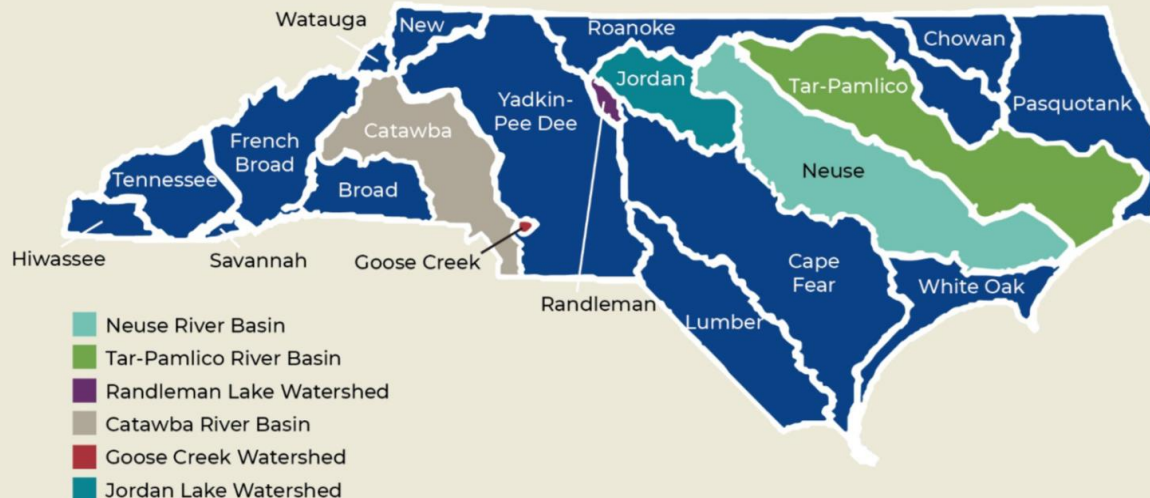 Watauga
New
Roanoke
Chowan
Jordan
Tar-Pamlico
Pasquotank
Yadkin-
Pee Dee
Catawba
French
Broad
Neuse
Tennessee
Broad
Hiwassee
Savannah
Goose Creek
Cape
Fear
White Oak
Randleman
Lumber
Neuse River Basin
Tar-Pamlico River Basin
Randleman Lake Watershed
Catawba River Basin
Goose Creek Watershed
Jordan Lake Watershed